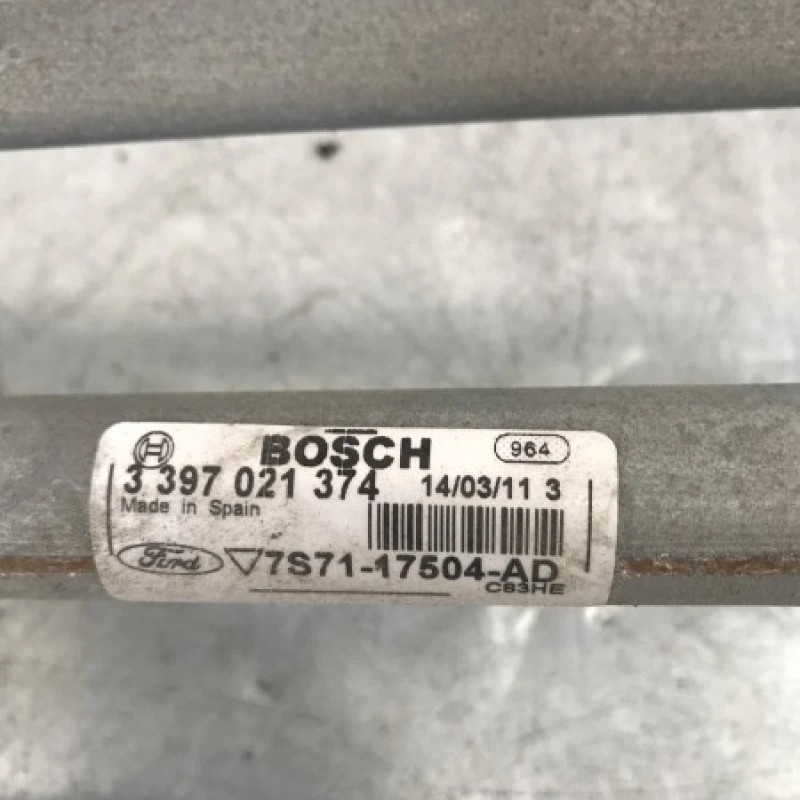 BOSCH 964
3 397 021 374 14/03/11 3
Made in Spain
Ford 7S71-17504-AD
C83HE